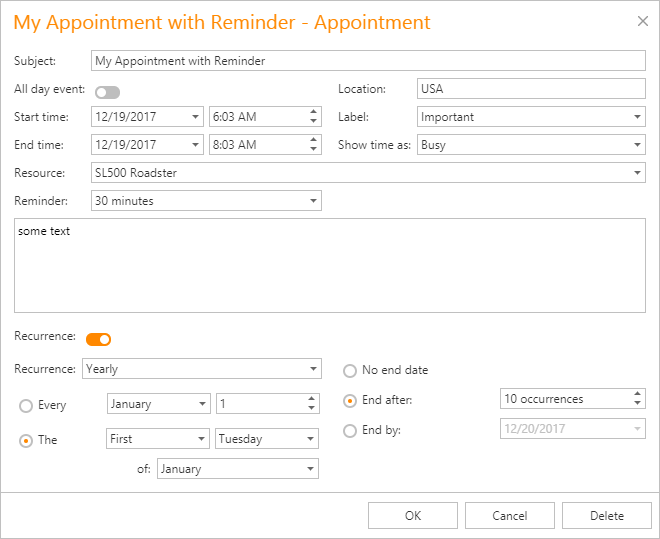 My Appointment with Reminder - Appointment
Subject: My Appointment with Reminder
All day event: Location: USA
Start time: 12/19/2017 6:03 AM Label: Important
End time: 12/19/2017 8:03 AM Show time as: Busy
Resource: SL500 Roadster
Reminder: 30 minutes
some text
Recurrence:
Recurrence: Yearly No end date
Every January 1 End after: 10 occurrences
The First Tuesday End by: 12/20/2017
of: January
OK Cancel Delete